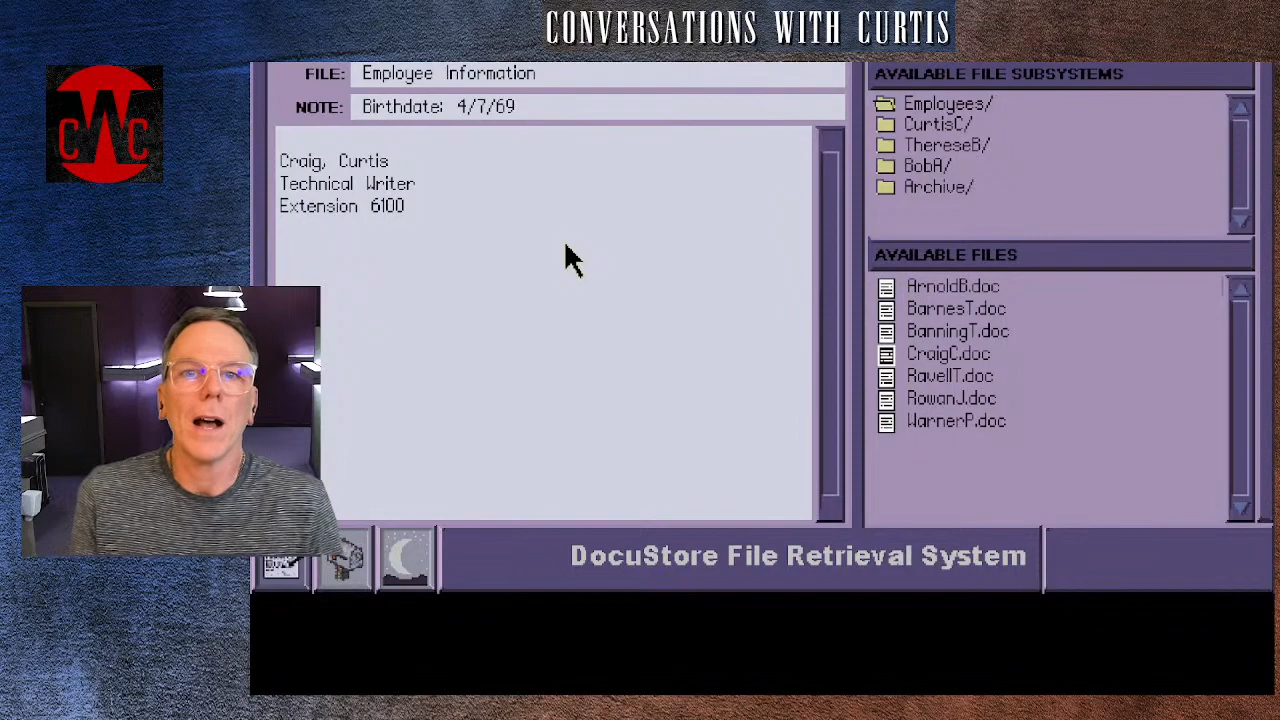 CONVERSATIONS WITH CURTIS
CWC
FILE: Employee Information
NOTE: Birthdate: 4/7/69
Craig, Curtis
Technical Writer
Extension 6100
AVAILABLE FILE SUBSYSTEMS
Employees/
CurtisC/
ThereseB/
BobA/
Archive/
AVAILABLE FILES
ArnoldB.doc
BarnesT.doc
BanningT.doc
CraigC.doc
RavellT.doc
RowanJ.doc
WarnerP.doc
DocuStore File Retrieval System